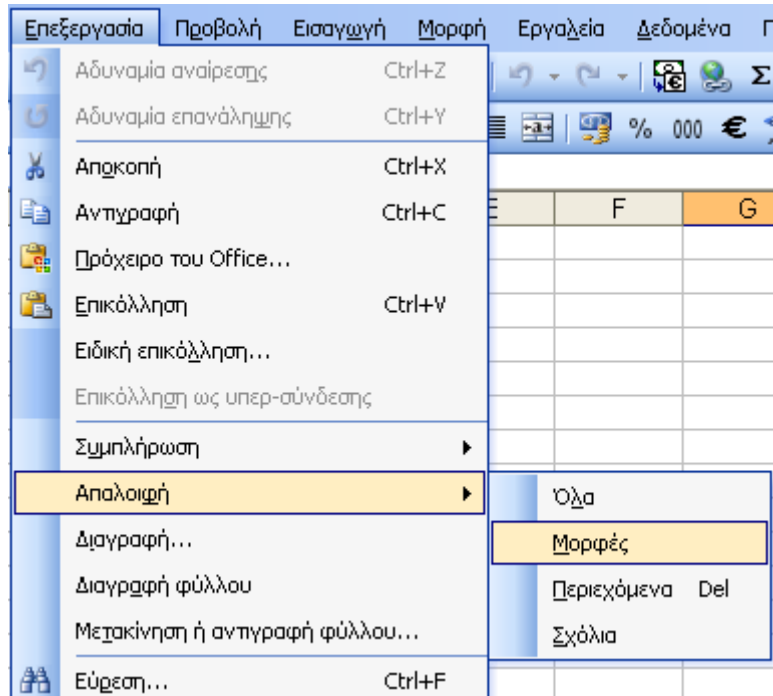 Επεξεργασία Προβολή Εισαγωγή Μορφή Εργαλεία Δεδομένα
Αδυναμία αναίρεσης Ctrl+Z
Σ
Αδυναμία επανάληψης Ctrl+Y
a % 000 €
Αποκοπή Ctrl+X
Αντιγραφή Ctrl+C
E F G
Πρόχειρο του Office...
Επικόλληση Ctrl+V
Ειδική επικόλληση...
Επικόλληση ως υπερ-σύνδεσης
Συμπλήρωση
Απαλοιφή
Όλα
Διαγραφή...
Μορφές
Διαγραφή φύλλου
Περιεχόμενα Del
Μετακίνηση ή αντιγραφή φύλλου...
Σχόλια
Εύρεση... Ctrl+F